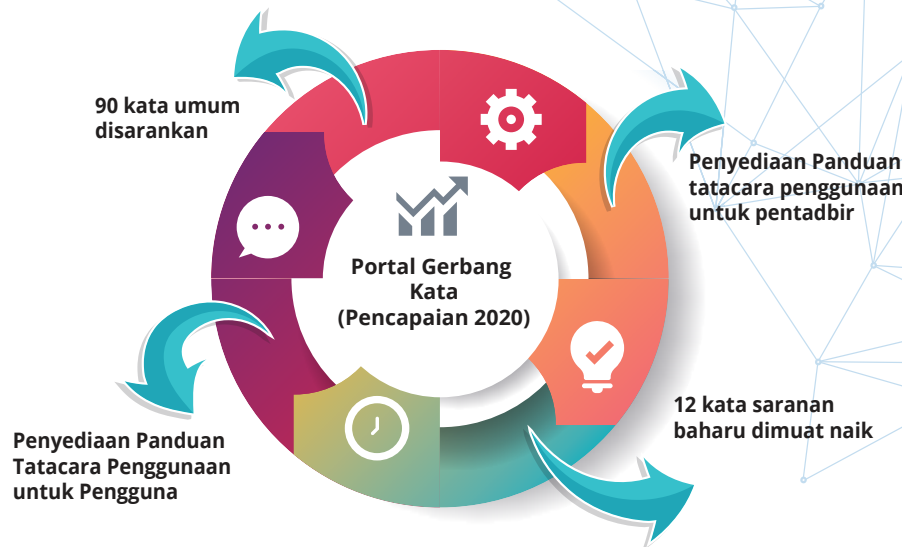 90 kata umum
disarankan
Penyediaan Panduan
tatacara penggunaan
untuk pentadbir
Portal Gerbang
Kata
(Pencapaian 2020)
12 kata saranan
baharu dimuat naik
Penyediaan Panduan
Tatacara Penggunaan
untuk Pengguna